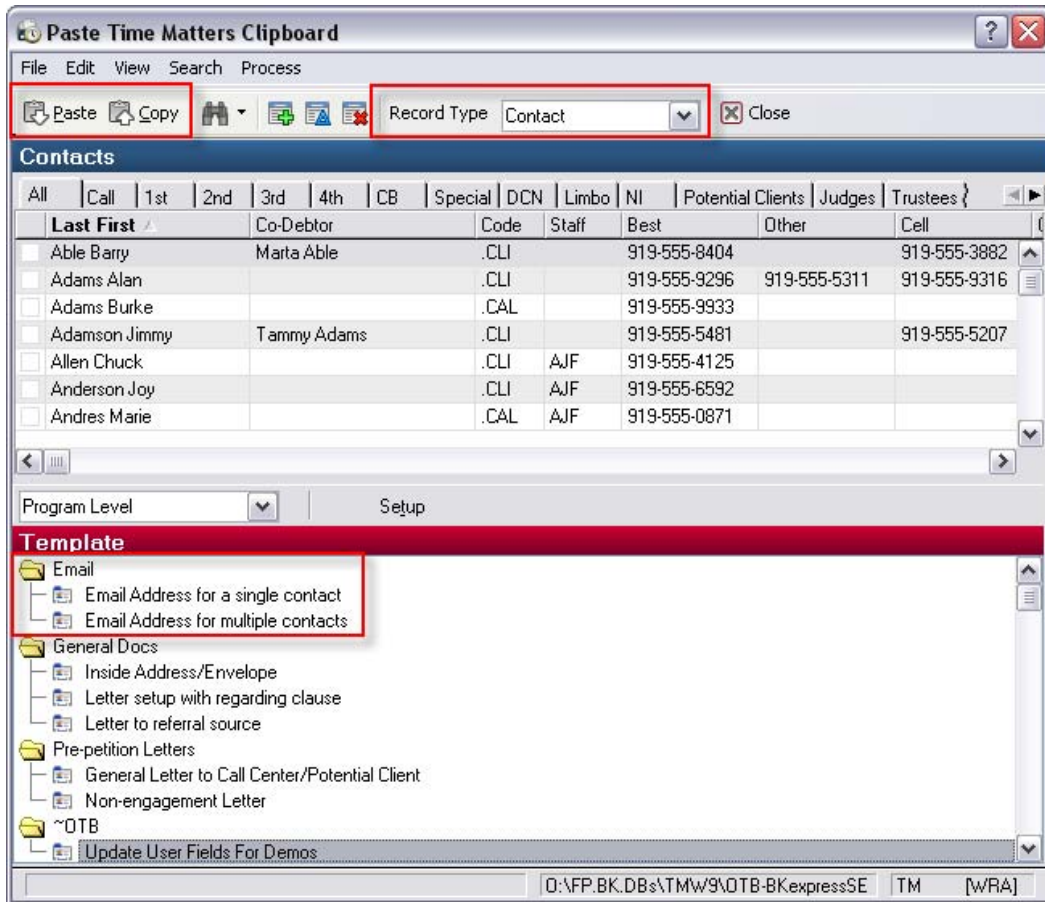 Paste Time Matters Clipboard
File Edit View Search Process
Paste Copy Record Type Contact Close
Contacts
All Call 1st 2nd 3rd 4th CB Special DCN Limbo NI Potential Clients Judges Trustees
Last First Co-Debtor Code Staff Best Other Cell
Able Barry Marta Able .CLI 919-555-8404 919-555-3882
Adams Alan .CLI 919-555-9296 919-555-5311 919-555-9316
Adams Burke .CAL 919-555-9933
Adamson Jimmy Tammy Adams .CLI 919-555-5481 919-555-5207
Allen Chuck .CLI AJF 919-555-4125
Anderson Joy .CLI AJF 919-555-6592
Andres Marie .CAL AJF 919-555-0871
Program Level Setup
Template
Email
Email Address for a single contact
Email Address for multiple contacts
General Docs
Inside Address/Envelope
Letter setup with regarding clause
Letter to referral source
Pre-petition Letters
General Letter to Call Center/Potential Client
Non-engagement Letter
~OTB
Update User Fields For Demos
O:\FP.BK.DBs\TMW9\OTB-BKexpressSE TM [WRA]